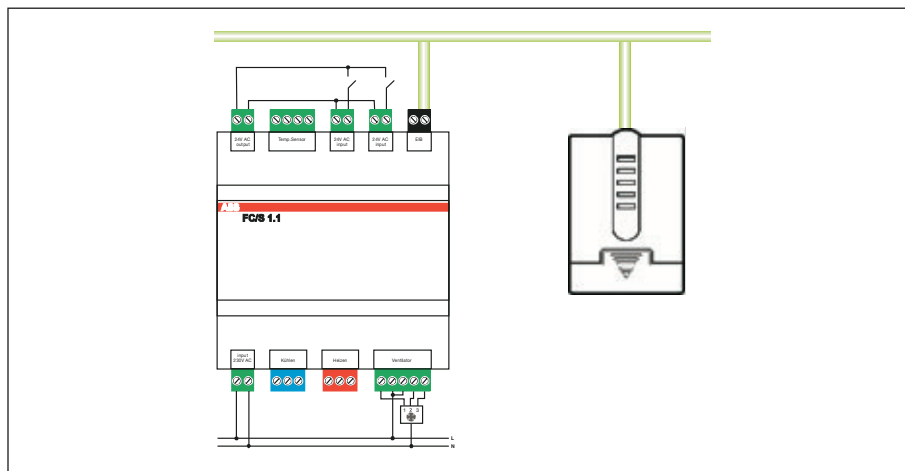 24V AC
output
Temp.Sensor
24V AC
input
24V AC
input
EIB
ABB
FC/S 1.1
input
230V AC
Kühlen
Heizen
Ventilator
1 2 3
L
N